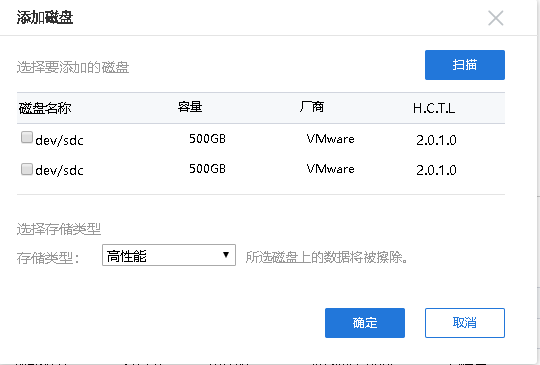 添加磁盘
选择要添加的磁盘 扫描
磁盘名称 容量 厂商 H.C.T.L
dev/sdc 500GB VMware 2.0.1.0
dev/sdc 500GB VMware 2.0.1.0
选择存储类型
存储类型： 高性能 所选磁盘上的数据将被擦除。
确定 取消